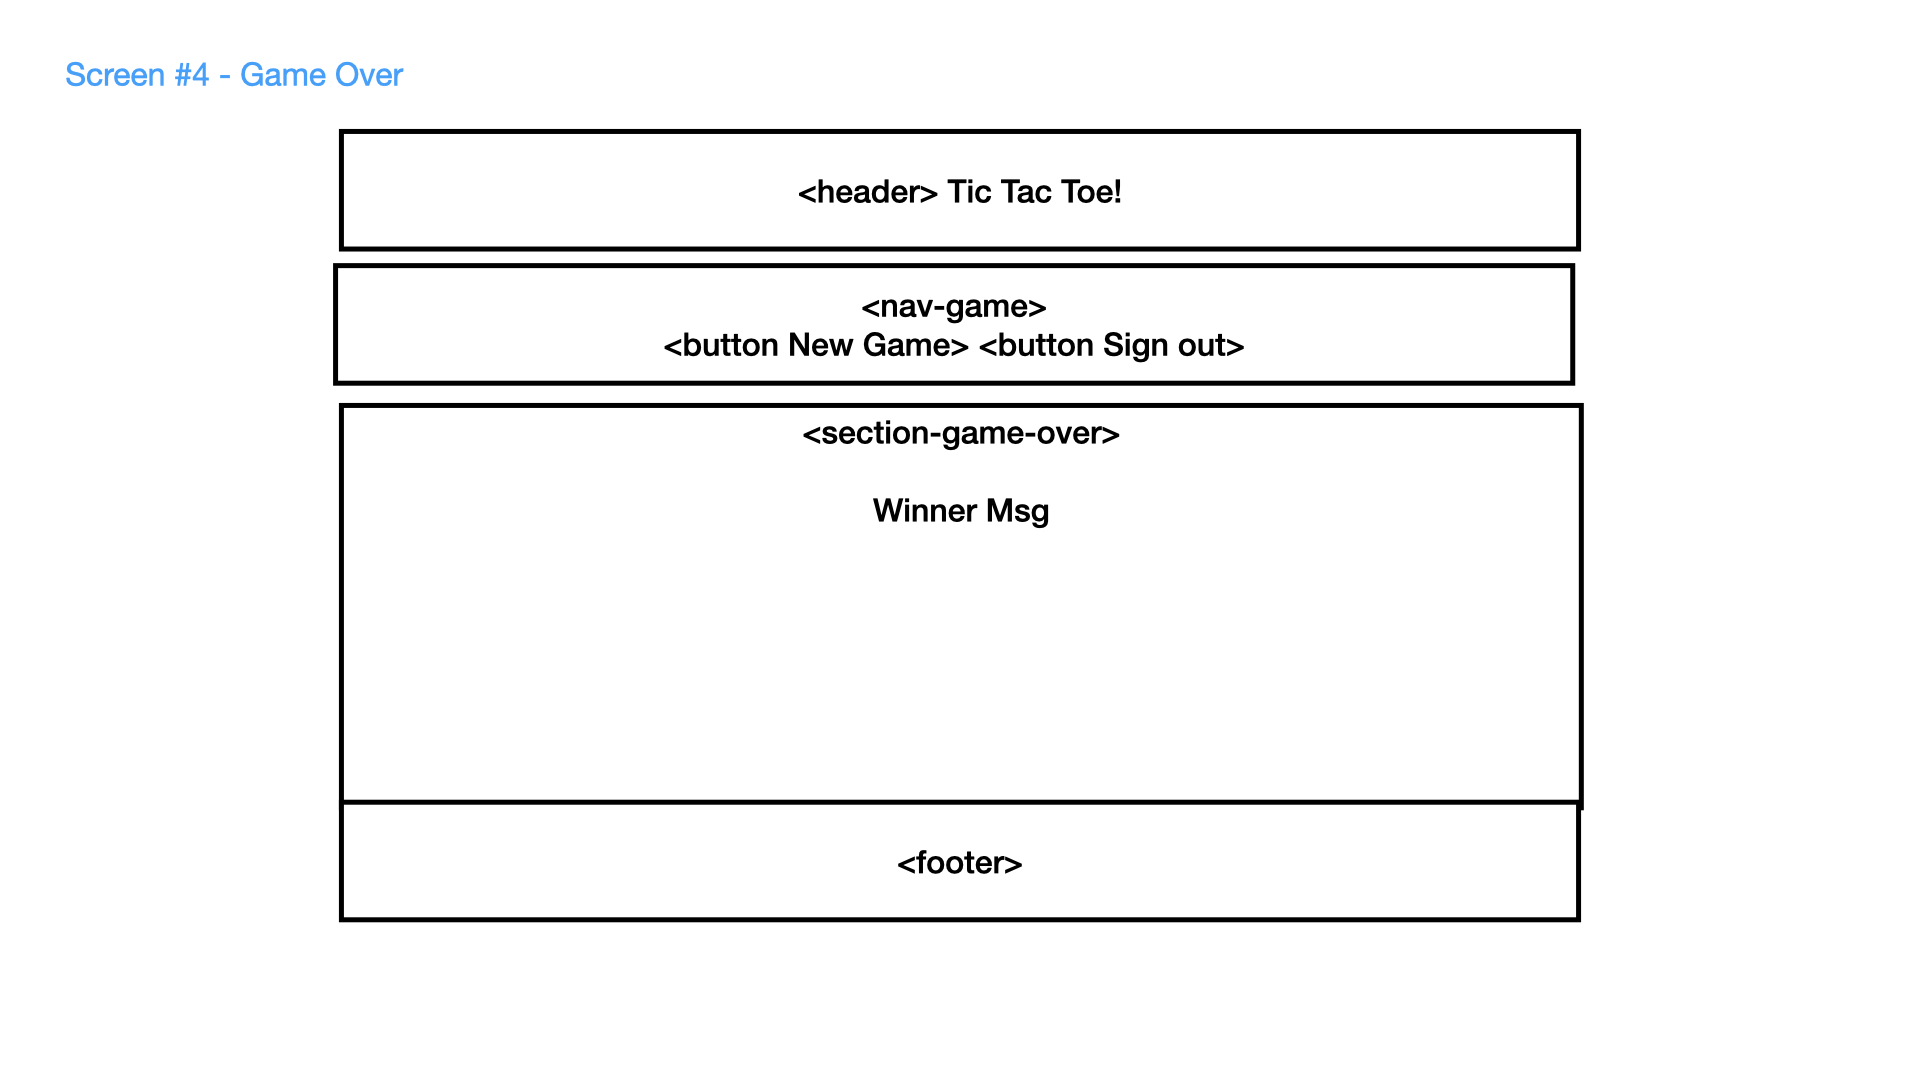 Screen #4 - Game Over
<header> Tic Tac Toe!
<nav-game>
<button New Game> <button Sign out>
<section-game-over>
Winner Msg
<footer>